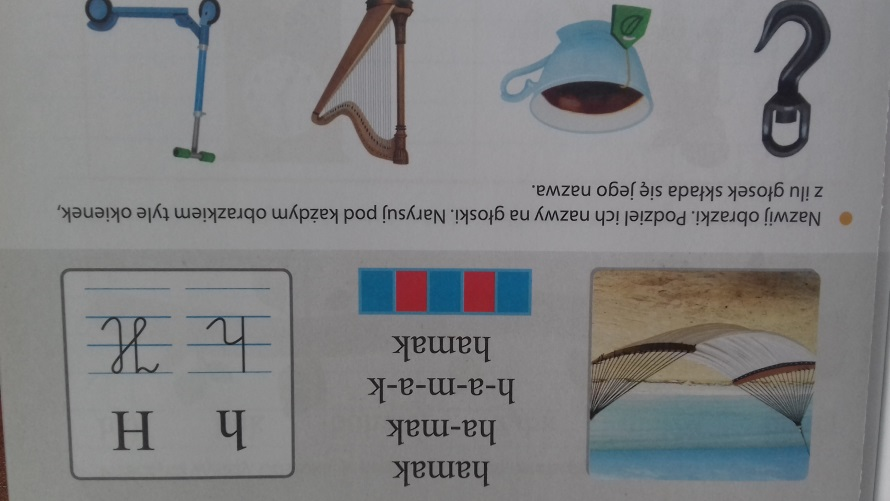 hamak
ha-mak
h-a-m-a-k
hamak
h H
h H
Nazwij obrazki. Podziel ich nazwy na głoski. Narysuj pod każdym obrazkiem tyle okienek,
z ilu głosek składa się jego nazwa.